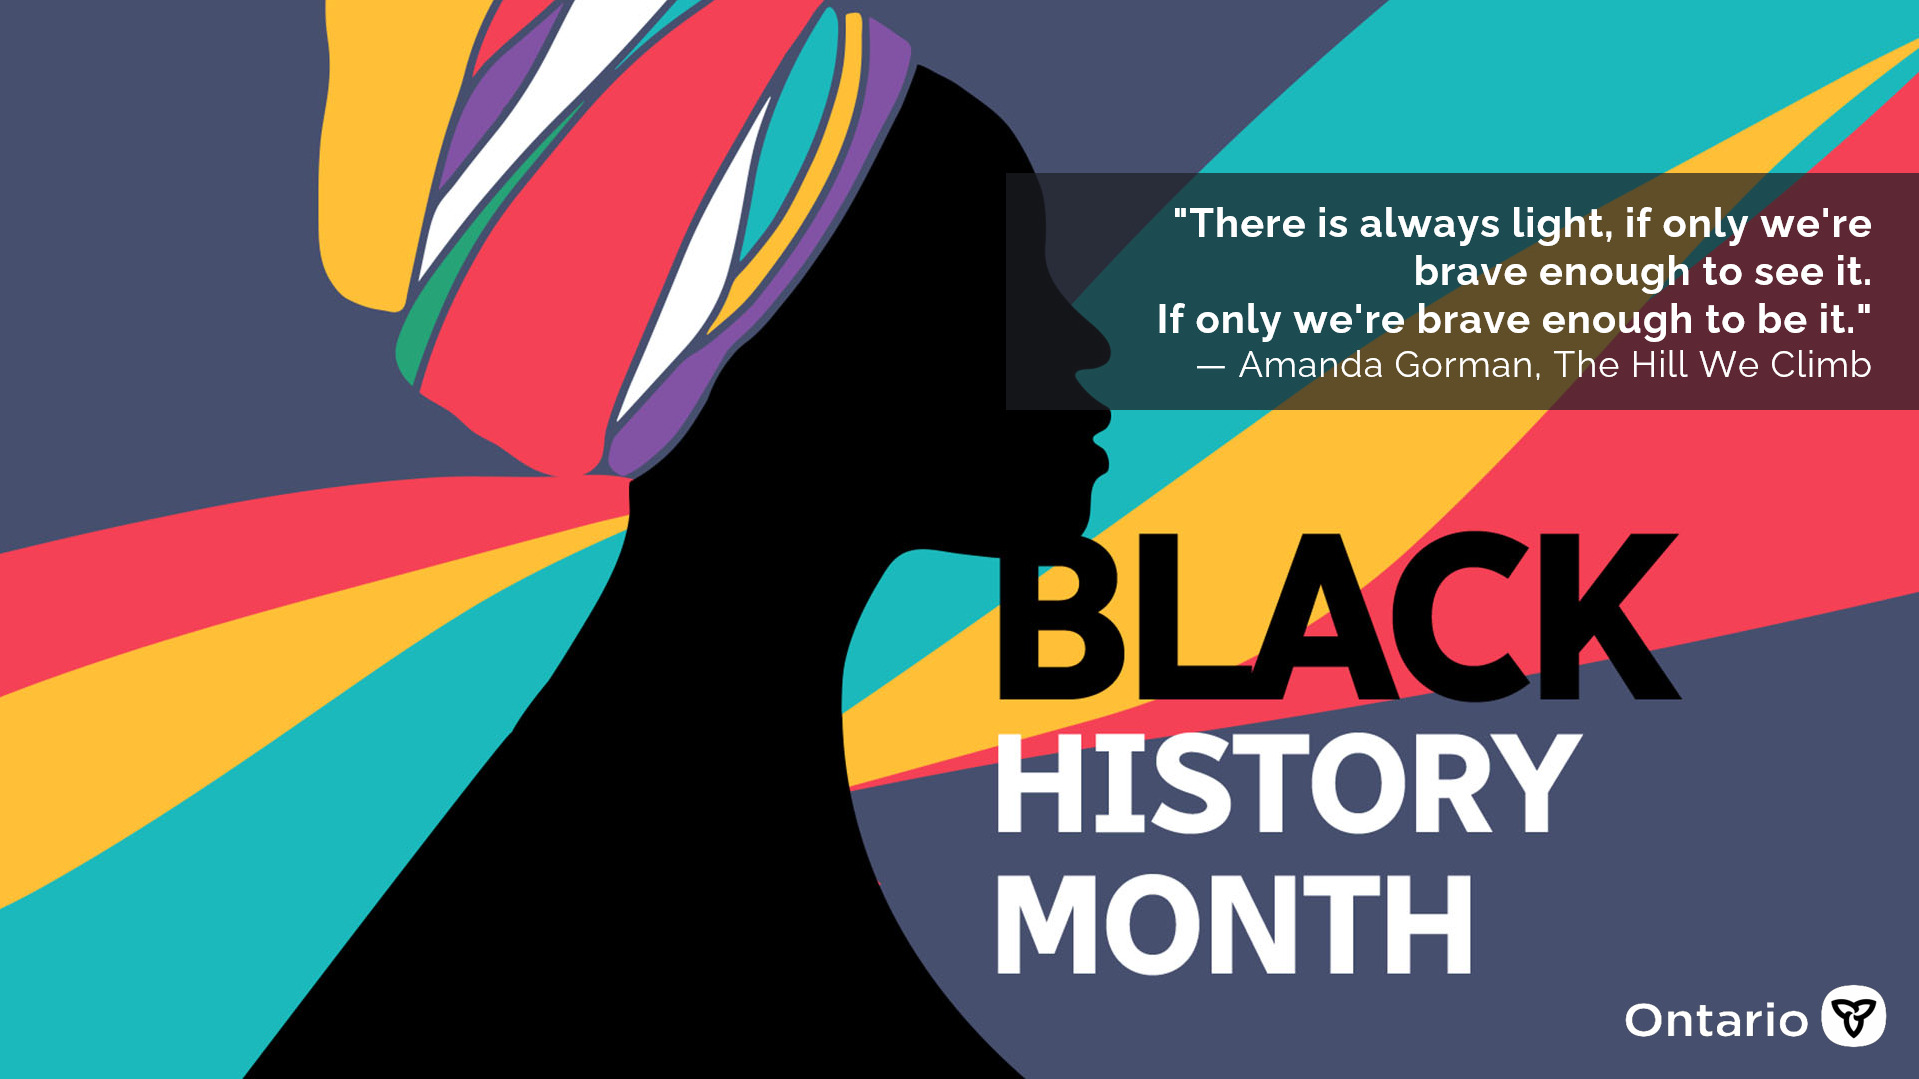 "There is always light, if only we're
brave enough to see it.
If only we're brave enough to be it."
— Amanda Gorman, The Hill We Climb
BLACK
HISTORY
MONTH
Ontario